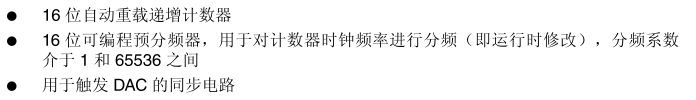 ● 16 位自动重载递增计数器
● 16 位可编程预分频器，用于对计数器时钟频率进行分频（即运行时修改），分频系数
介于 1 和 65536 之间
● 用于触发 DAC 的同步电路